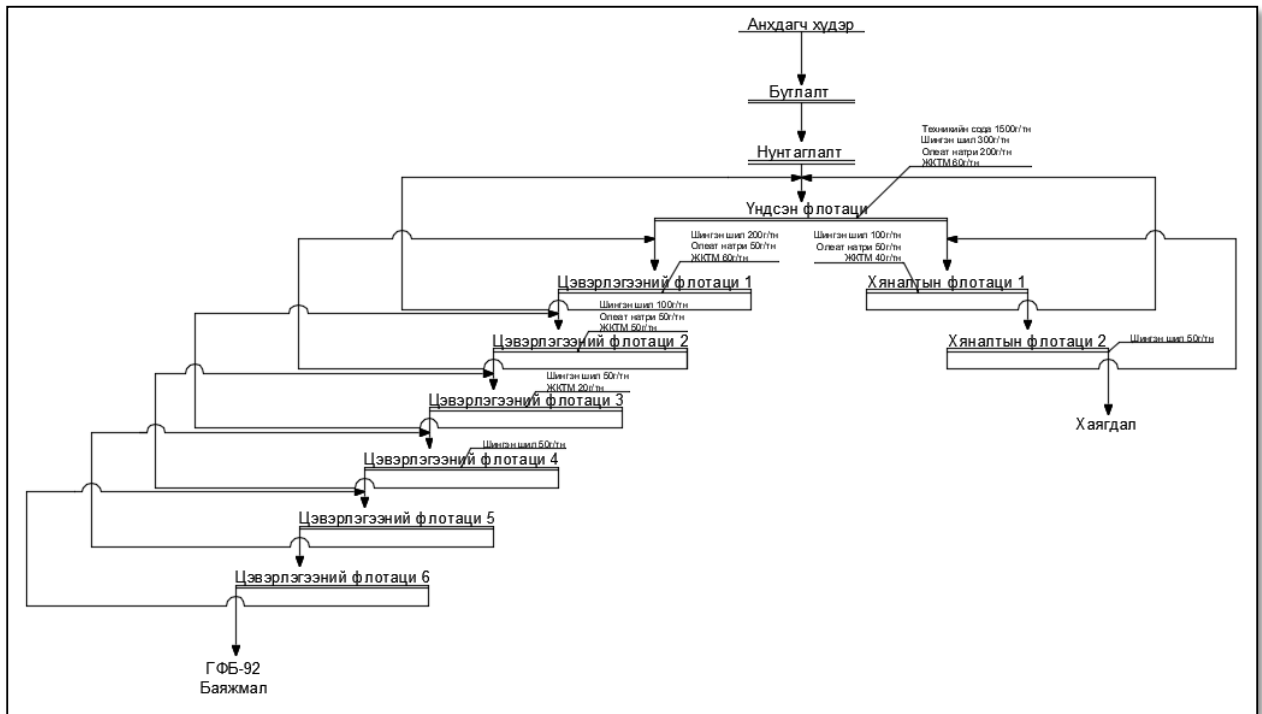 Анхдагч хүдэр
Бутлалт
Нунтаглалт
Техникийн сода 1500г/тн
Шингэн шил 300г/тн
Олеат натри 200г/тн
ЖКТМ 60г/тн
Үндсэн флотаци
Шингэн шил 200г/тн
Олеат натри 50г/тн
ЖКТМ 60г/тн
Шингэн шил 100г/тн
Олеат натри 50г/тн
ЖКТМ 40г/тн
Цэвэрлэгээний флотаци 1
Хяналтын флотаци 1
Шингэн шил 100г/тн
Олеат натри 50г/тн
ЖКТМ 50г/тн
Цэвэрлэгээний флотаци 2
Хяналтын флотаци 2
Шингэн шил 50г/тн
Шингэн шил 50г/тн
ЖКТМ 20г/тн
Цэвэрлэгээний флотаци 3
Хаягдал
Шингэн шил 50г/тн
Цэвэрлэгээний флотаци 4
Цэвэрлэгээний флотаци 5
Цэвэрлэгээний флотаци 6
ГФБ-92
Баяжмал